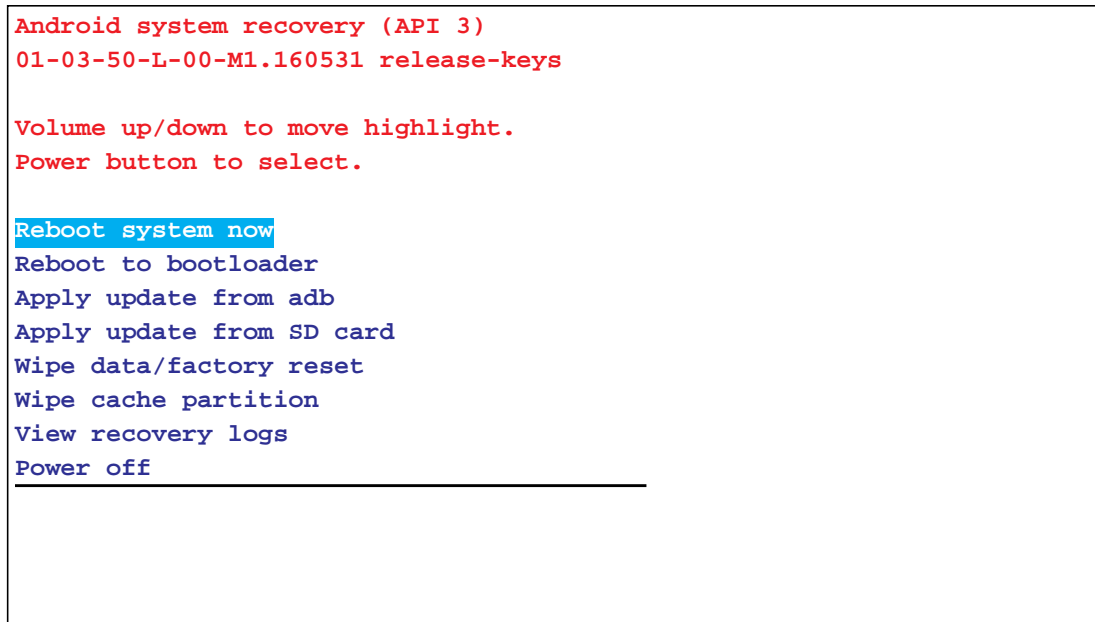 Android system recovery (API 3)
01-03-50-L-00-M1.160531 release-keys
Volume up/down to move highlight.
Power button to select.
Reboot system now
Reboot to bootloader
Apply update from adb
Apply update from SD card
Wipe data/factory reset
Wipe cache partition
View recovery logs
Power off